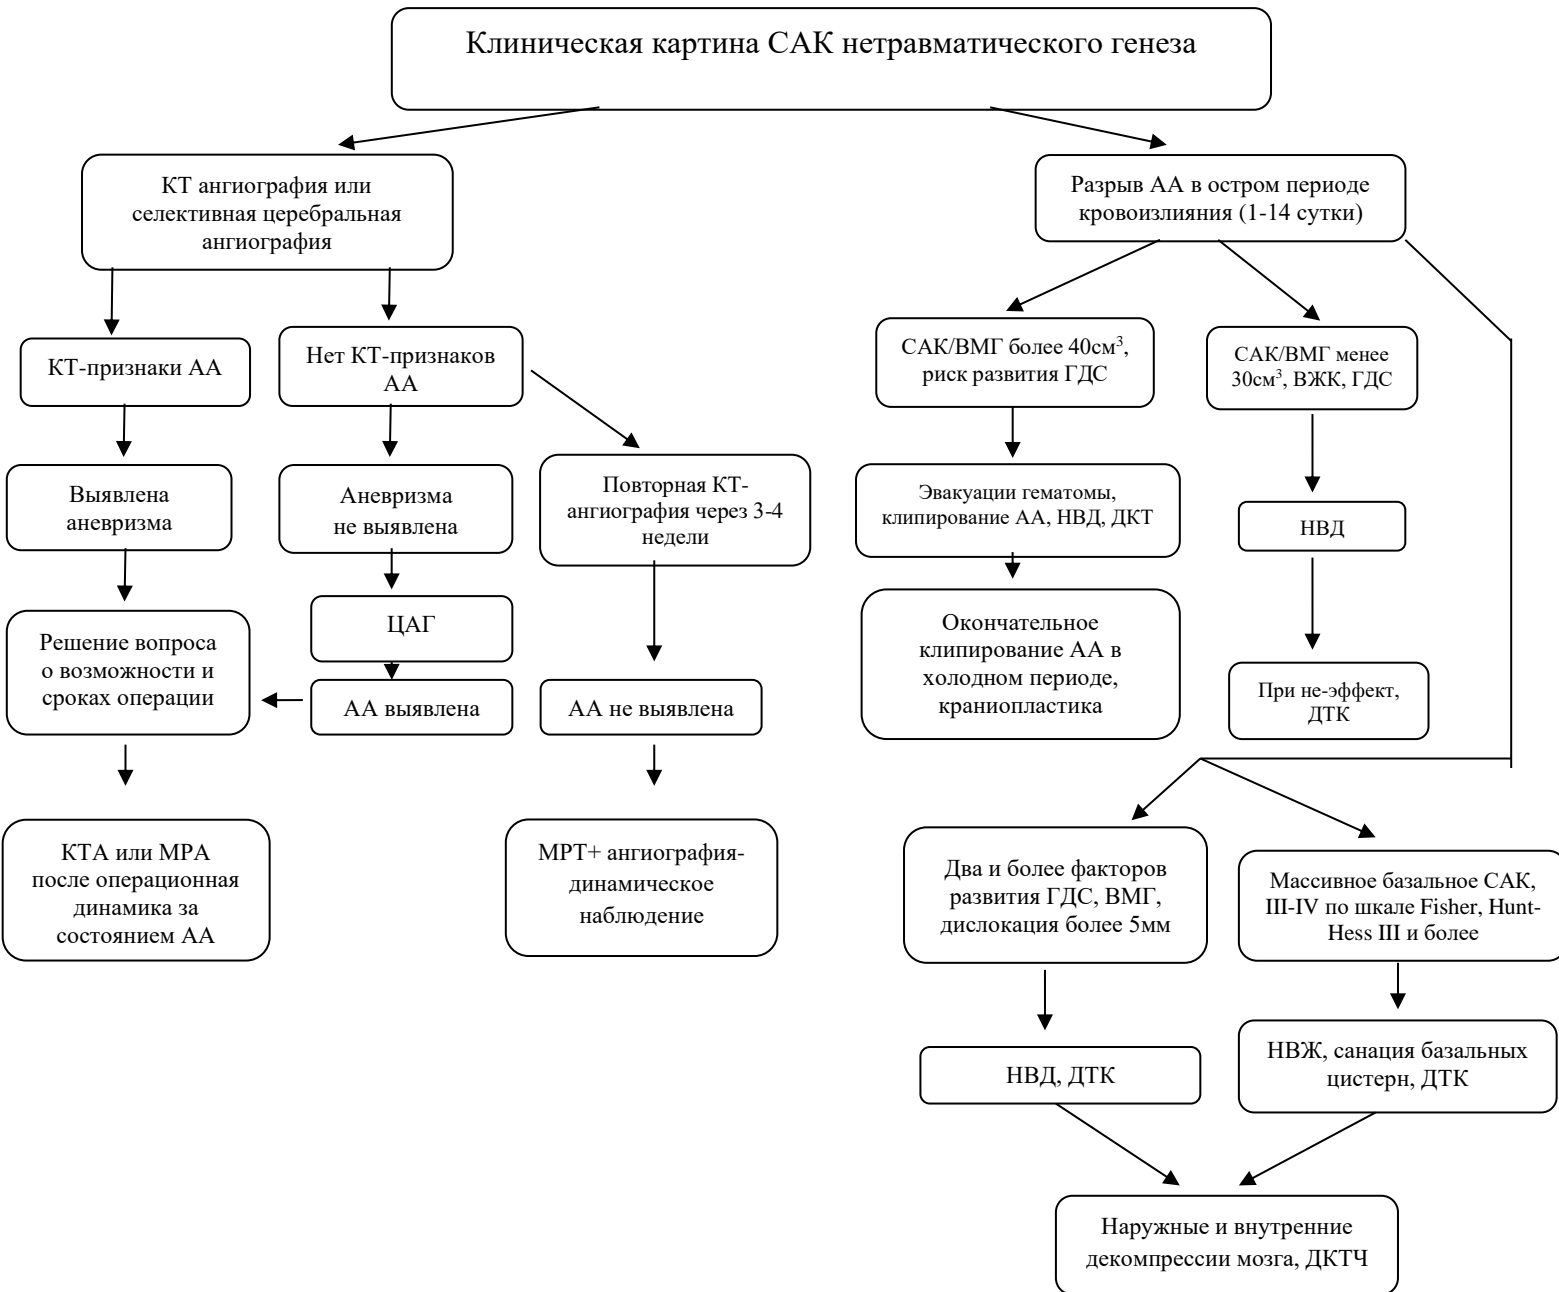 Клиническая картина САК нетравматического генеза
КТ ангиография или
селективная церебральная
ангиография
Разрыв АА в остром периоде
кровоизлияния (1-14 сутки)
КТ-признаки АА
Нет КТ-признаков
АА
САК/ВМГ более 40см³,
риск развития ГДС
САК/ВМГ менее
30см³, ВЖК, ГДС
Выявлена
аневризма
Аневризма
не выявлена
Повторная КТ-
ангиография через 3-4
недели
Эвакуации гематомы,
клипирование АА, НВД, ДКТ
НВД
Решение вопроса
о возможности и
сроках операции
ЦАГ
АА выявлена
АА не выявлена
Окончательное
клипирование АА в
холодном периоде,
краниопластика
При не-эффект,
ДТК
КТА или МРА
после операционная
динамика за
состоянием АА
МРТ+ ангиография-
динамическое
наблюдение
Два и более факторов
развития ГДС, ВМГ,
дислокация более 5мм
Массивное базальное САК,
III-IV по шкале Fisher, Hunt-
Hess III и более
НВД, ДТК
НВЖ, санация базальных
цистерн, ДТК
Наружные и внутренние
декомпрессии мозга, ДКТЧ